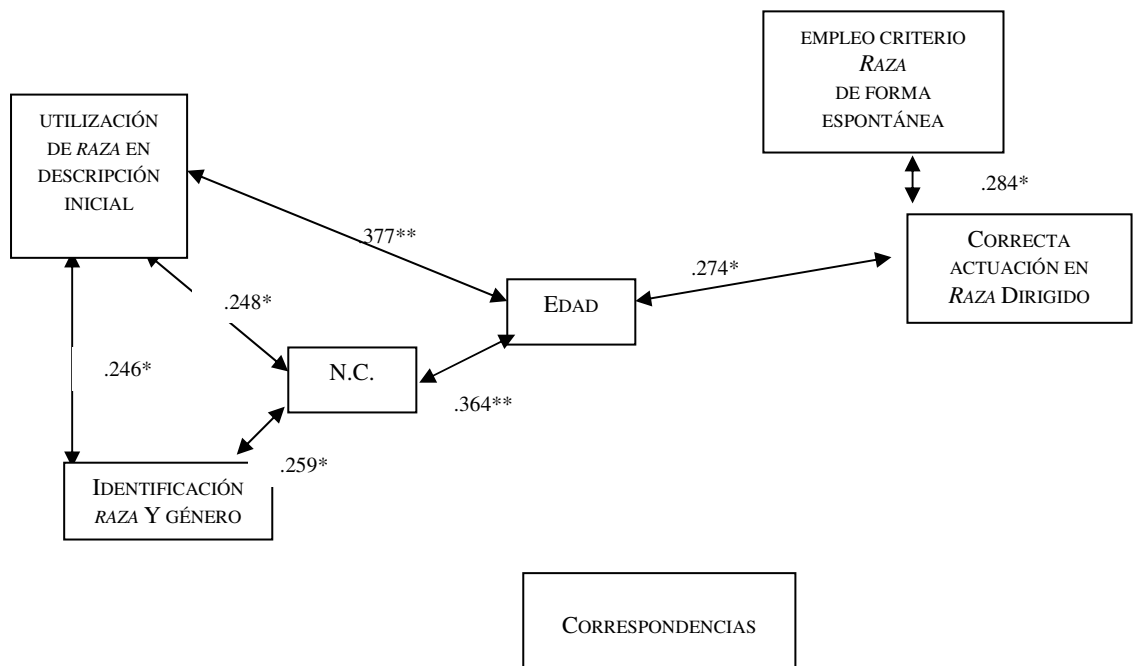 EMPLEO CRITERIO
RAZA
DE FORMA
ESPONTÁNEA
UTILIZACIÓN
DE RAZA EN
DESCRIPCIÓN
INICIAL
.284*
.377**
CORRECTA
ACTUACIÓN EN
RAZA DIRIGIDO
.274*
EDAD
.248*
N.C.
.246*
.364**
.259*
IDENTIFICACIÓN
RAZA Y GÉNERO
CORRESPONDENCIAS